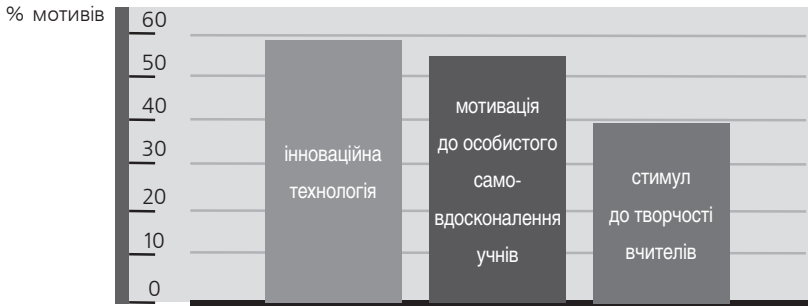 % мотивів
60
50
40
30
20
10
0
інноваційна
технологія
мотивація
до особистого
само-
вдосконалення
учнів
стимул
до творчості
вчителів